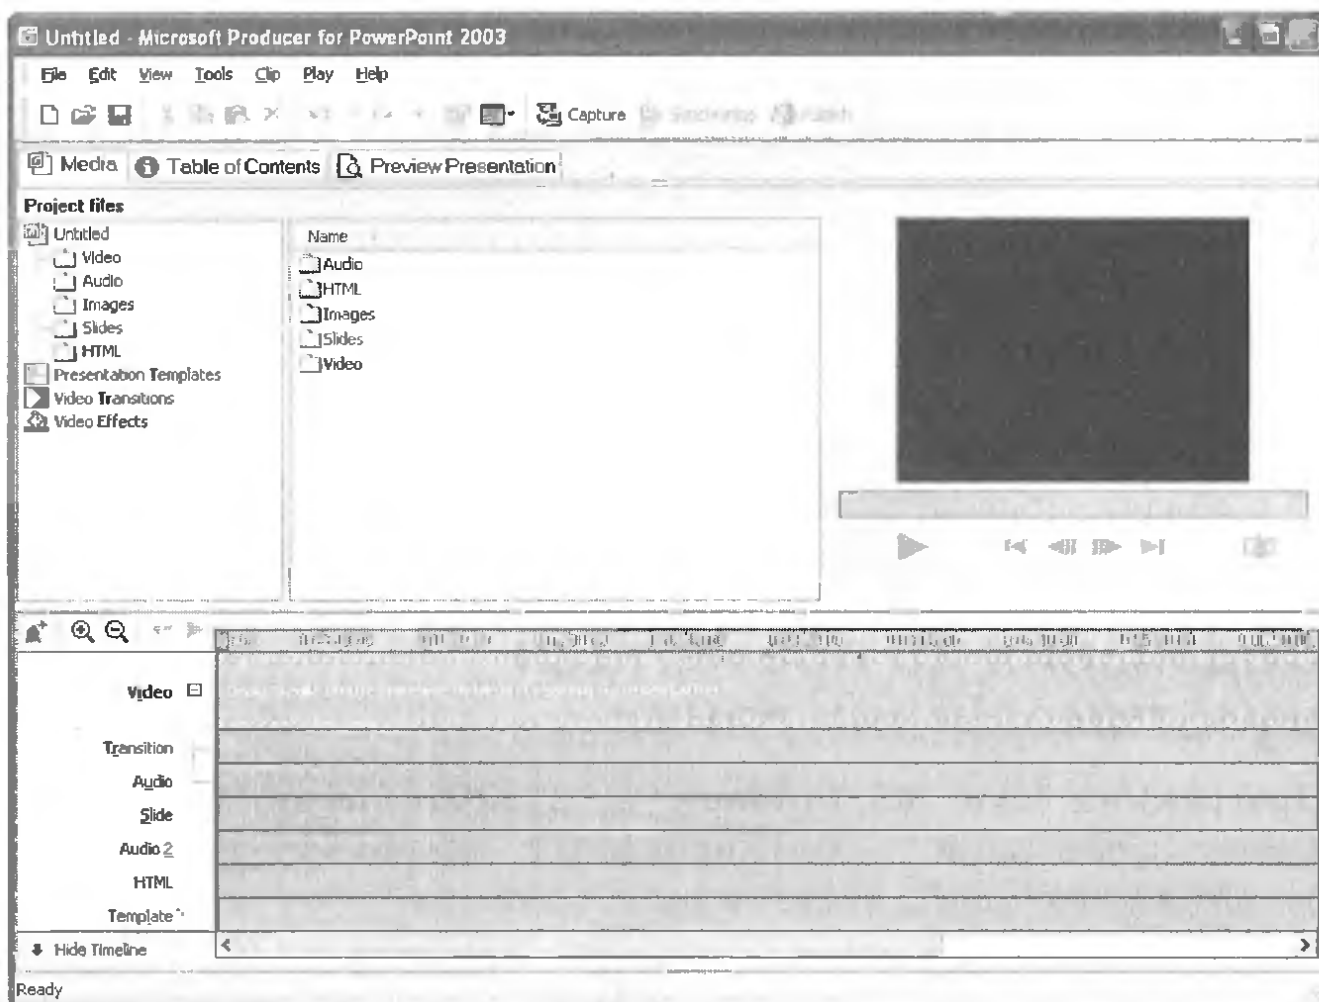 Untitled - Microsoft Producer for PowerPoint 2003
File Edit View Tools Clip Play Help
Capture
Media Table of Contents Preview Presentation
Project files
Untitled
Video
Audio
Images
Slides
HTML
Presentation Templates
Video Transitions
Video Effects
Name
Audio
HTML
Images
Slides
Video
Video
Transition
Audio
Slide
Audio 2
HTML
Template
Hide Timeline
Ready